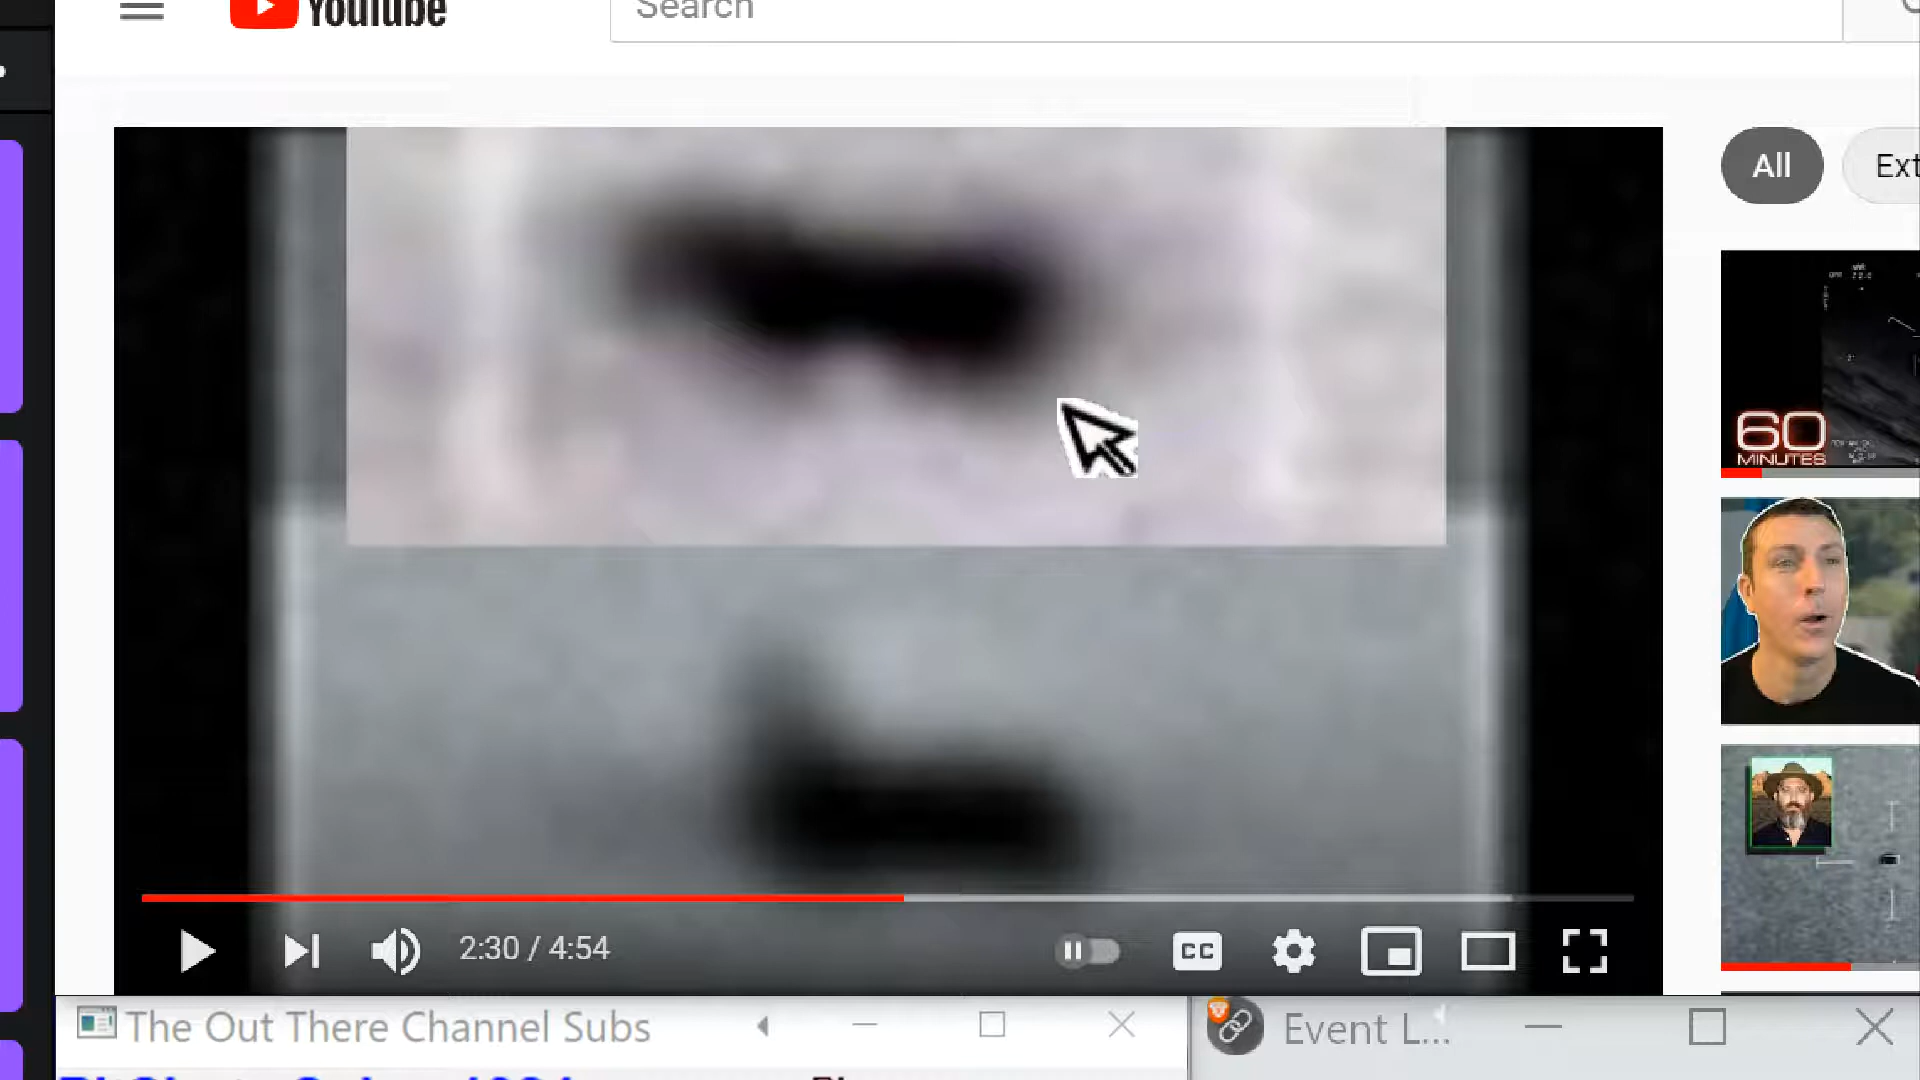 YouTube
Search
All
Ext
60
MINUTES
2:30 / 4:54
CC
The Out There Channel Subs
Event L...